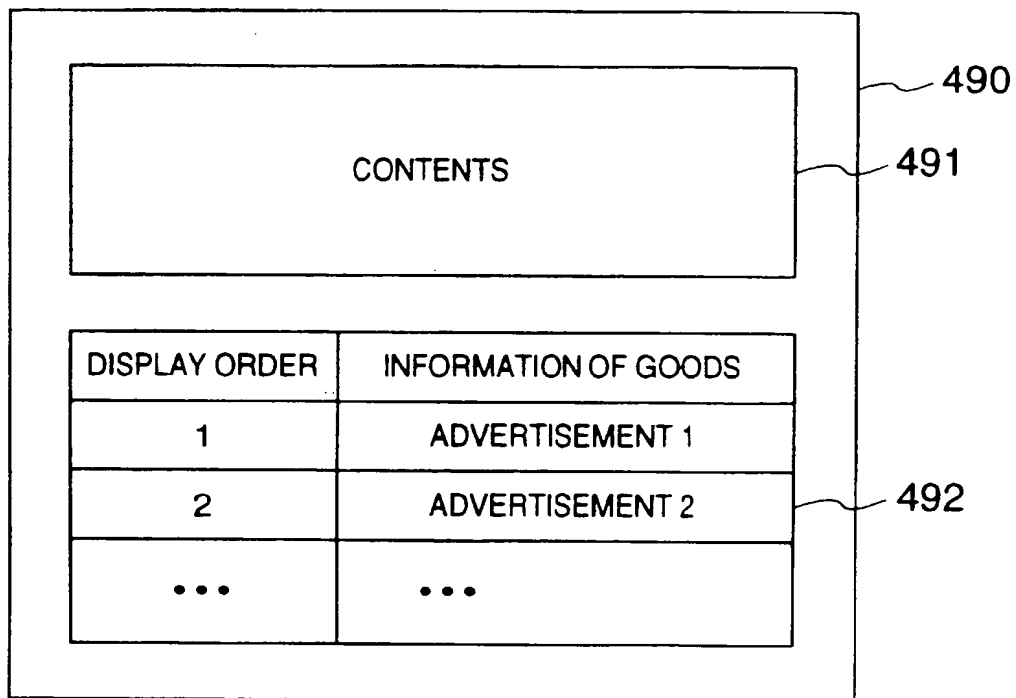 490
CONTENTS
491
DISPLAY ORDER INFORMATION OF GOODS
1 ADVERTISEMENT 1
2 ADVERTISEMENT 2
492
••• •••